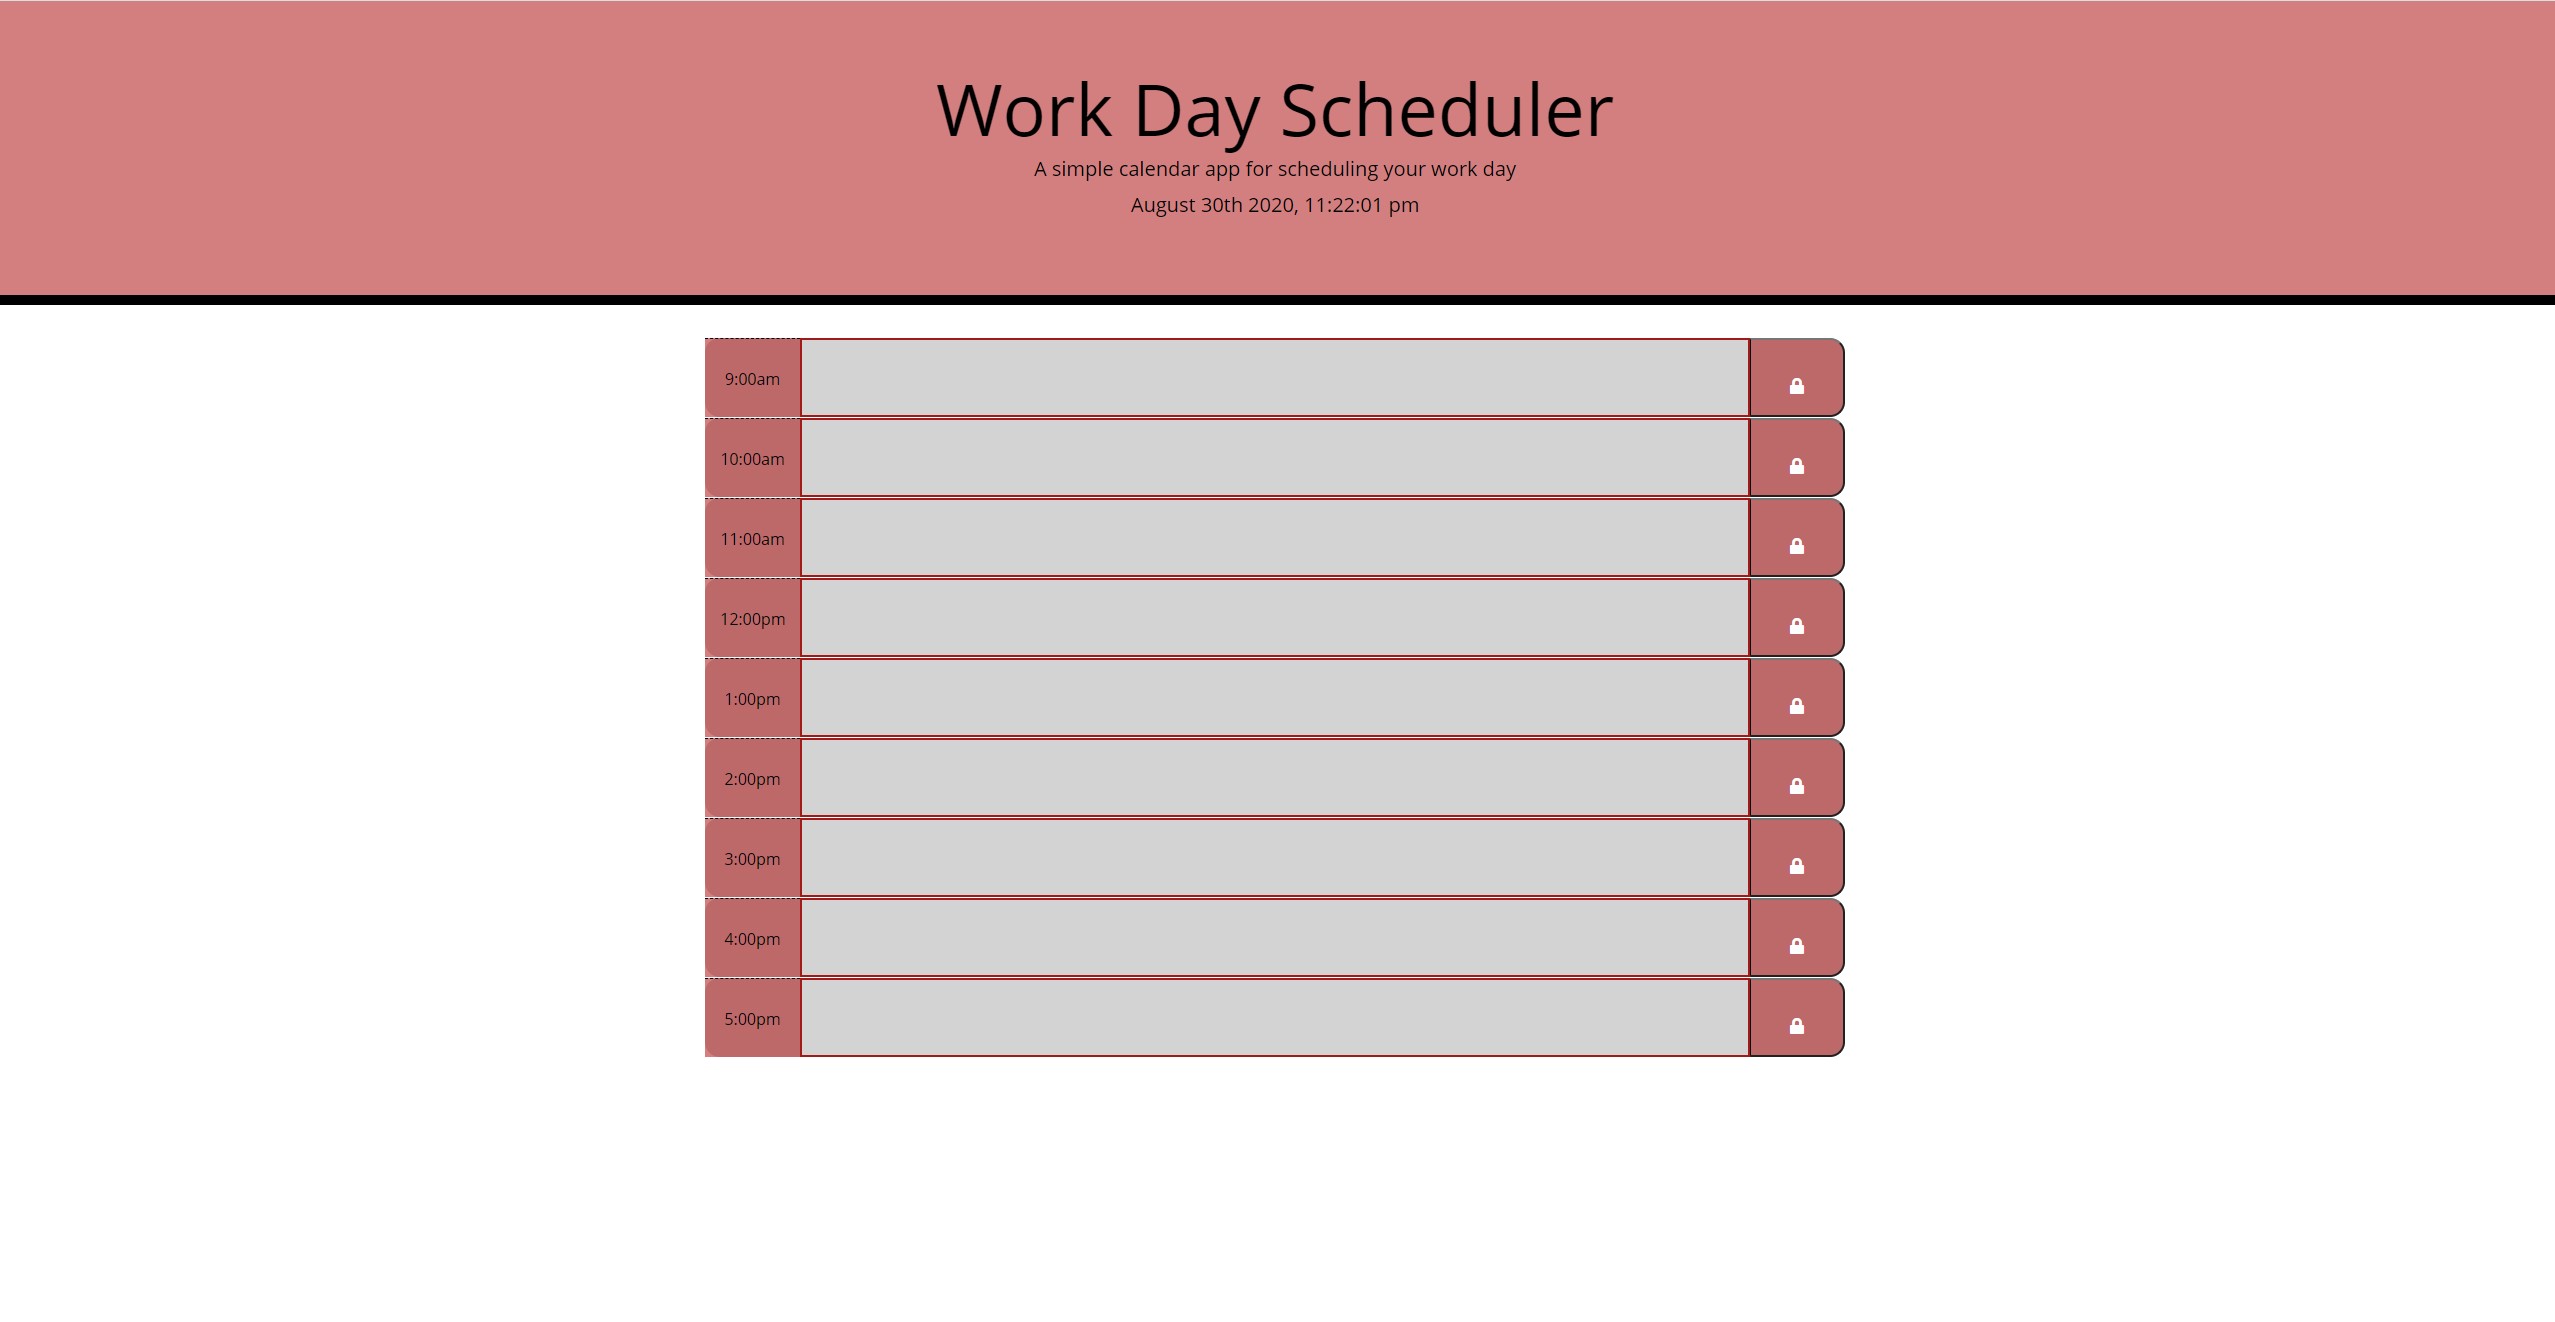 Work Day Scheduler
A simple calendar app for scheduling your work day
August 30th 2020, 11:22:01 pm
9:00am
10:00am
11:00am
12:00pm
1:00pm
2:00pm
3:00pm
4:00pm
5:00pm